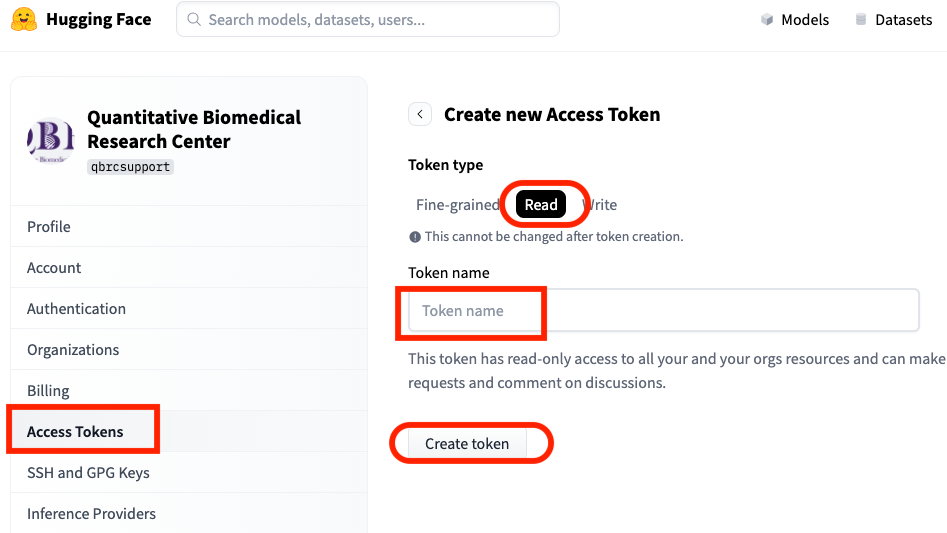 Hugging Face
Search models, datasets, users...
Models
Datasets
Quantitative Biomedical
Research Center
qbrcsupport
Profile
Account
Authentication
Organizations
Billing
Access Tokens
SSH and GPG Keys
Inference Providers
Create new Access Token
Token type
Fine-grained
Read
Write
This cannot be changed after token creation.
Token name
Token name
This token has read-only access to all your and your orgs resources and can make
requests and comment on discussions.
Create token